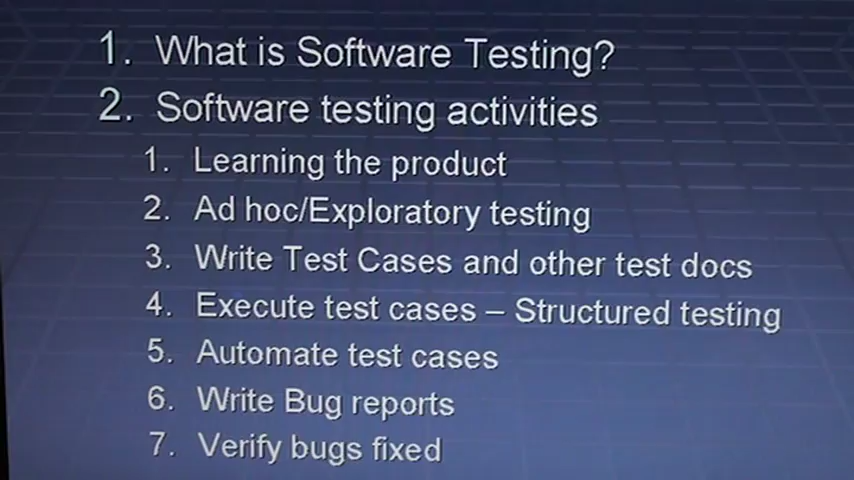 1. What is Software Testing?
2. Software testing activities
1. Learning the product
2. Ad hoc/Exploratory testing
3. Write Test Cases and other test docs
4. Execute test cases – Structured testing
5. Automate test cases
6. Write Bug reports
7. Verify bugs fixed